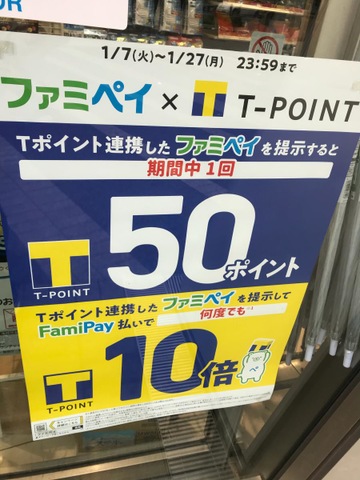 OR
1/7(火)~1/27(月) 23:59まで
ファミペイ × T T-POINT
Tポイント連携したファミペイを提示すると
期間中1回
50ポイント
T
T-POINT
Tポイント連携したファミペイを提示して
FamiPay払いで 何度でも
10倍
T
T-POINT